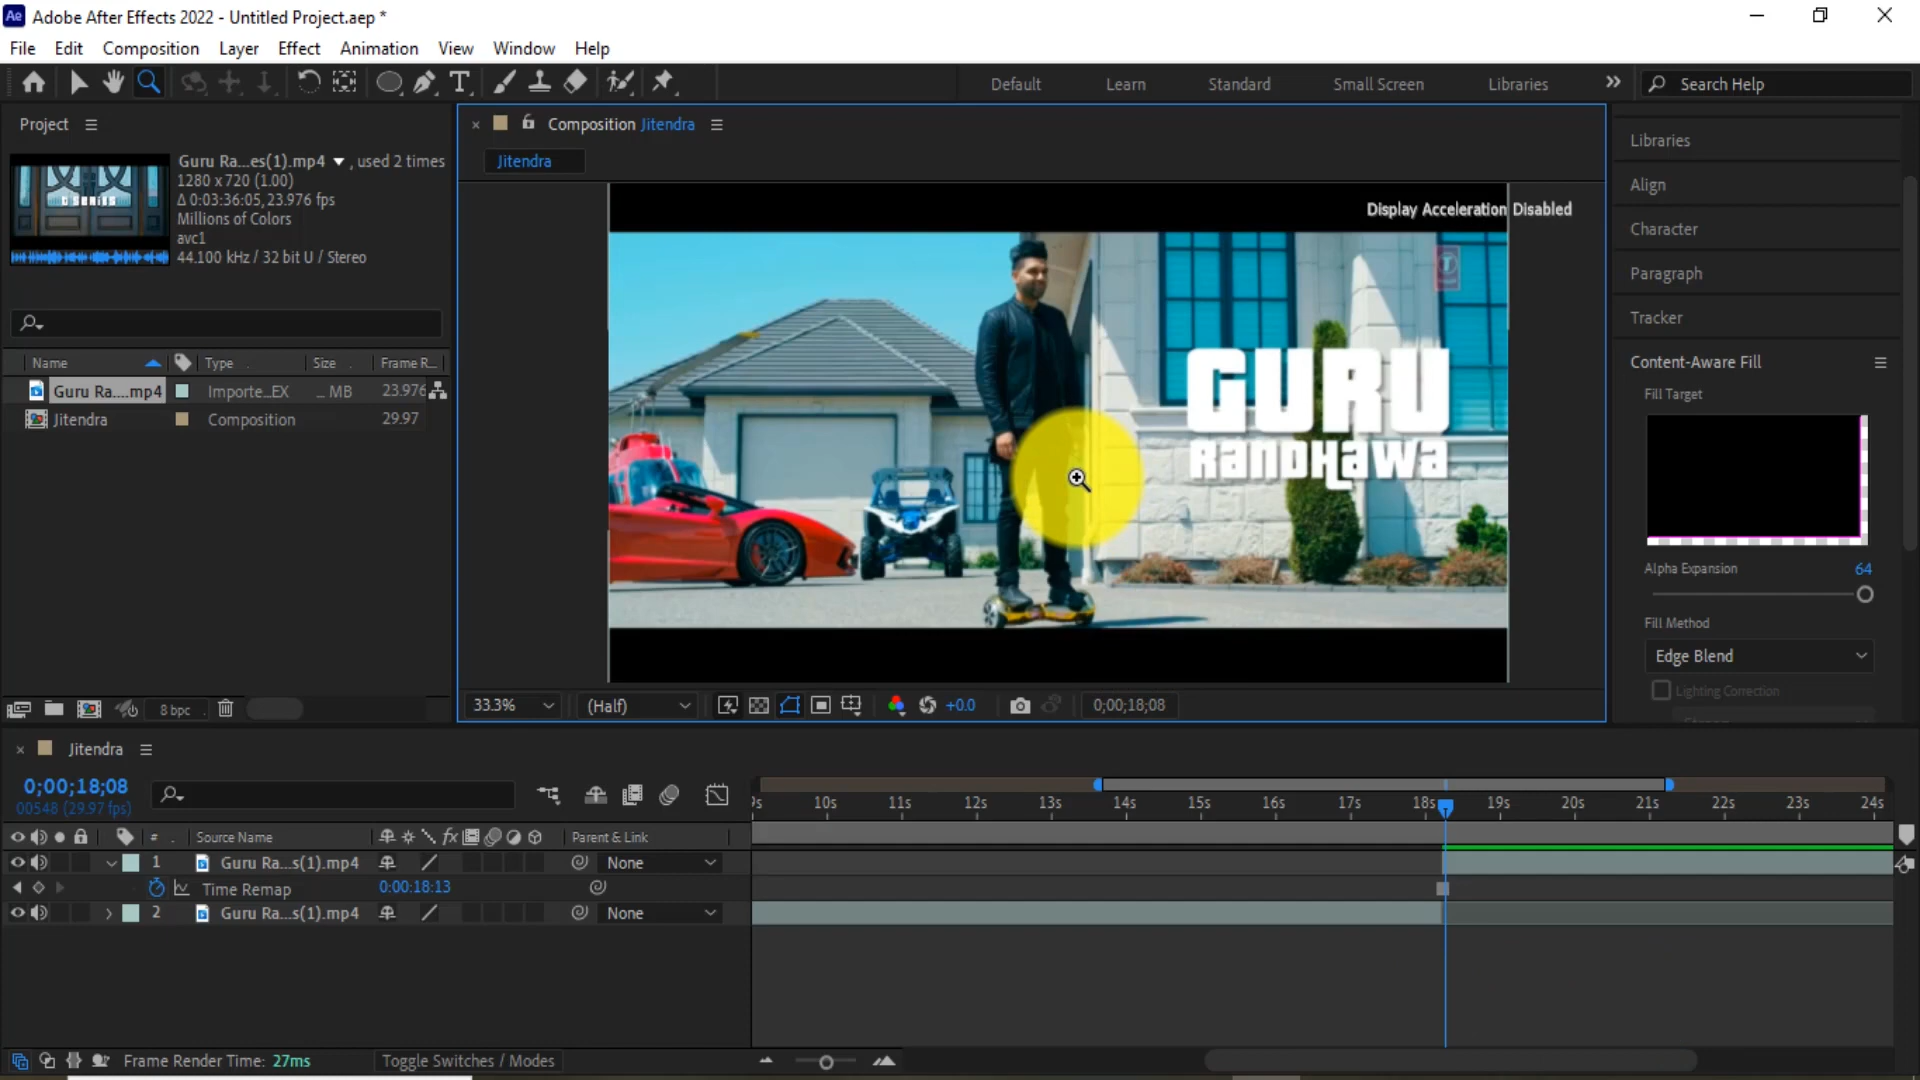 Ae Adobe After Effects 2022 - Untitled Project.aep *
File Edit Composition Layer Effect Animation View Window Help
Default Learn Standard Small Screen Libraries Search Help
Project
Composition Jitendra
Jitendra
Guru Ra...es(1).mp4 , used 2 times
1280 x 720 (1.00)
Δ 0:03:36:05, 23.976 fps
Millions of Colors
avc1
44.100 kHz / 32 bit U / Stereo
Name Type Size Frame R...
Guru Ra....mp4 Importe...EX ... MB 23.976
Jitendra Composition 29.97
8 bpc
Display Acceleration Disabled
T
GURU
RANDHAWA
33.3% (Half) +0.0 0;00;18;08
Libraries
Align
Character
Paragraph
Tracker
Content-Aware Fill
Fill Target
Alpha Expansion 64
Fill Method
Edge Blend
Lighting Correction
Jitendra
0;00;18;08
00548 (29.97 fps)
10s 11s 12s 13s 14s 15s 16s 17s 18s 19s 20s 21s 22s 23s 24s
# Source Name fx Parent & Link
1 Guru Ra...s(1).mp4 None
Time Remap 0:00:18:13
2 Guru Ra...s(1).mp4 None
Frame Render Time: 27ms Toggle Switches / Modes